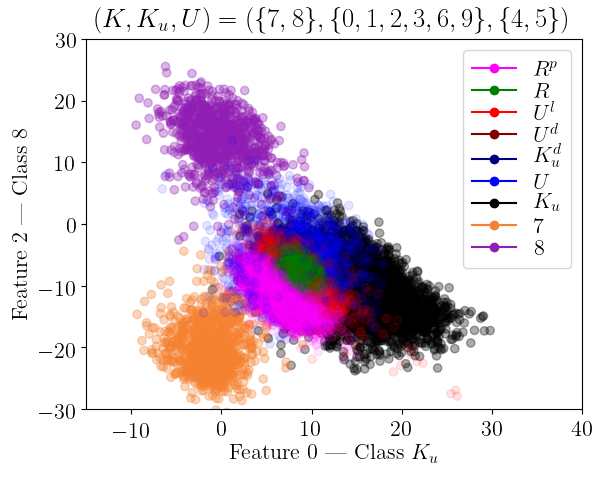 (K, K_u, U) = ({7, 8}, {0, 1, 2, 3, 6, 9}, {4, 5})
30
20
10
0
−10
−20
−30
Feature 2 — Class 8
R^p
R
U^l
U^d
K_u^d
U
K_u
7
8
−10 0 10 20 30 40
Feature 0 — Class K_u